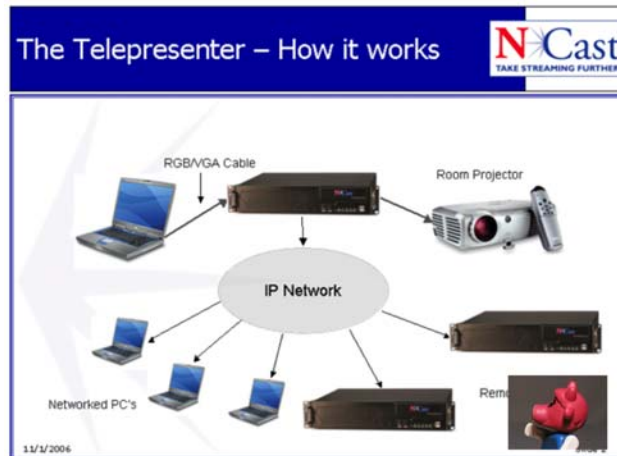 The Telepresenter – How it works
N Cast
TAKE STREAMING FURTHER
RGB/VGA Cable
Room Projector
IP Network
Networked PC's
11/1/2006